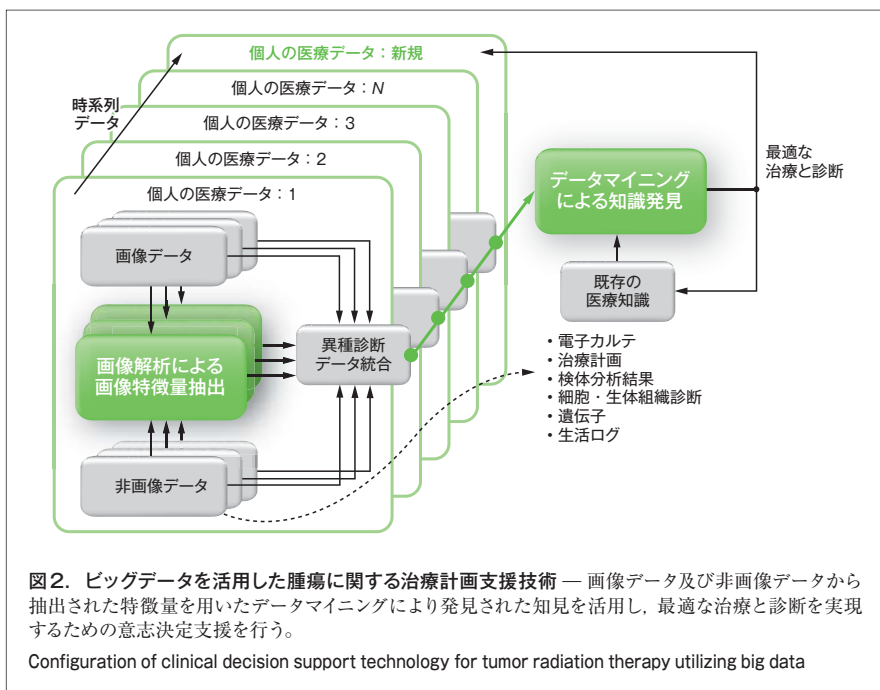 個人の医療データ：新規
個人の医療データ：N
時系列
データ
個人の医療データ：3
個人の医療データ：2
個人の医療データ：1
画像データ
画像解析による
画像特徴量抽出
非画像データ
異種診断
データ統合
データマイニング
による知識発見
最適な
治療と診断
既存の
医療知識
・電子カルテ
・治療計画
・検体分析結果
・細胞・生体組織診断
・遺伝子
・生活ログ
図2．ビッグデータを活用した腫瘍に関する治療計画支援技術 — 画像データ及び非画像データから
抽出された特徴量を用いたデータマイニングにより発見された知見を活用し，最適な治療と診断を実現
するための意志決定支援を行う。
Configuration of clinical decision support technology for tumor radiation therapy utilizing big data